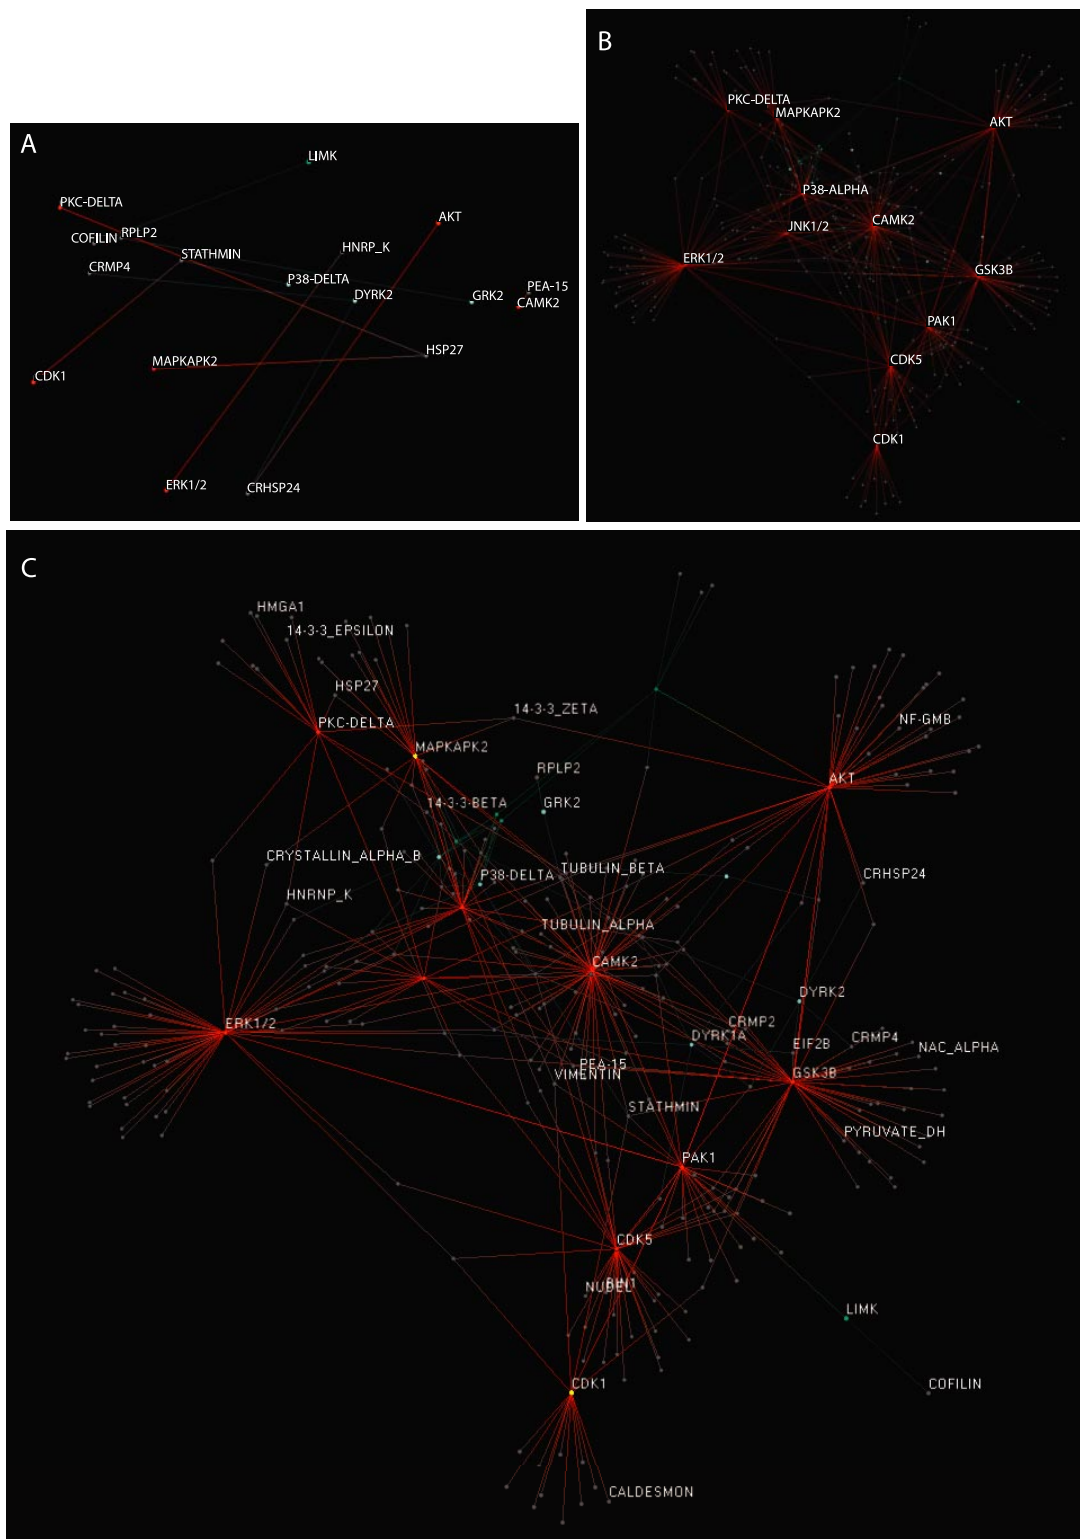 A
LIMK
PKC-DELTA
AKT
COFILIN
RPLP2
HNRP_K
STATHMIN
CRMP4
P38-DELTA
DYRK2
GRK2
PEA-15
CAMK2
HSP27
MAPKAPK2
CDK1
ERK1/2
CRHSP24
B
PKC-DELTA
MAPKAPK2
AKT
P38-ALPHA
JNK1/2
CAMK2
ERK1/2
GSK3B
PAK1
CDK5
CDK1
C
HMGA1
14-3-3_EPSILON
HSP27
14-3-3_ZETA
PKC-DELTA
NF-GMB
MAPKAPK2
RPLP2
AKT
14-3-3-BETA
GRK2
CRYSTALLIN_ALPHA_B
P38-DELTA
TUBULIN_BETA
CRHSP24
HNRNP_K
TUBULIN_ALPHA
CAMK2
DYRK2
ERK1/2
CRMP2
DYRK1A
EIF2B
CRMP4
NAC_ALPHA
PEA-15
VIMENTIN
GSK3B
STATHMIN
PYRUVATE_DH
PAK1
CDK5
NUDEL
BIN1
LIMK
CDK1
COFILIN
CALDESMON